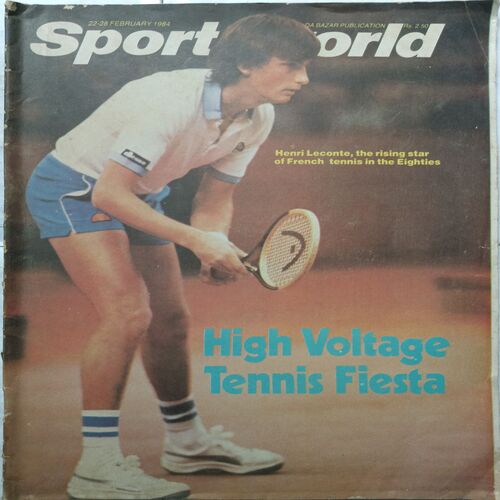 22-28 FEBRUARY 1984
DA BAZAR PUBLICATION
Rs. 2.50
Sport world
Henri Leconte, the rising star
of French tennis in the Eighties
High Voltage
Tennis Fiesta